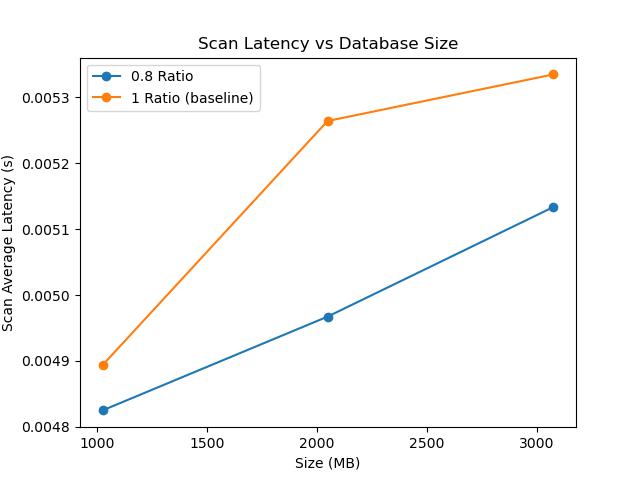 Scan Latency vs Database Size
0.8 Ratio
1 Ratio (baseline)
Scan Average Latency (s)
0.0053
0.0052
0.0051
0.0050
0.0049
0.0048
1000 1500 2000 2500 3000
Size (MB)